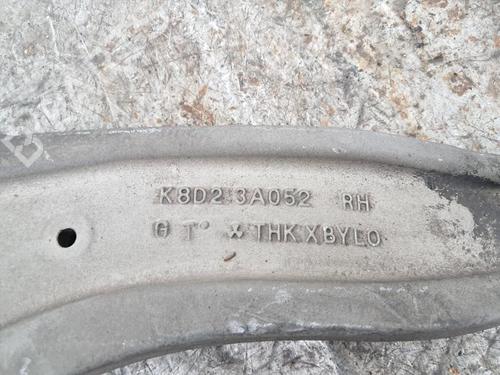 K8D2 3A052 RH
G T THKXBYLO